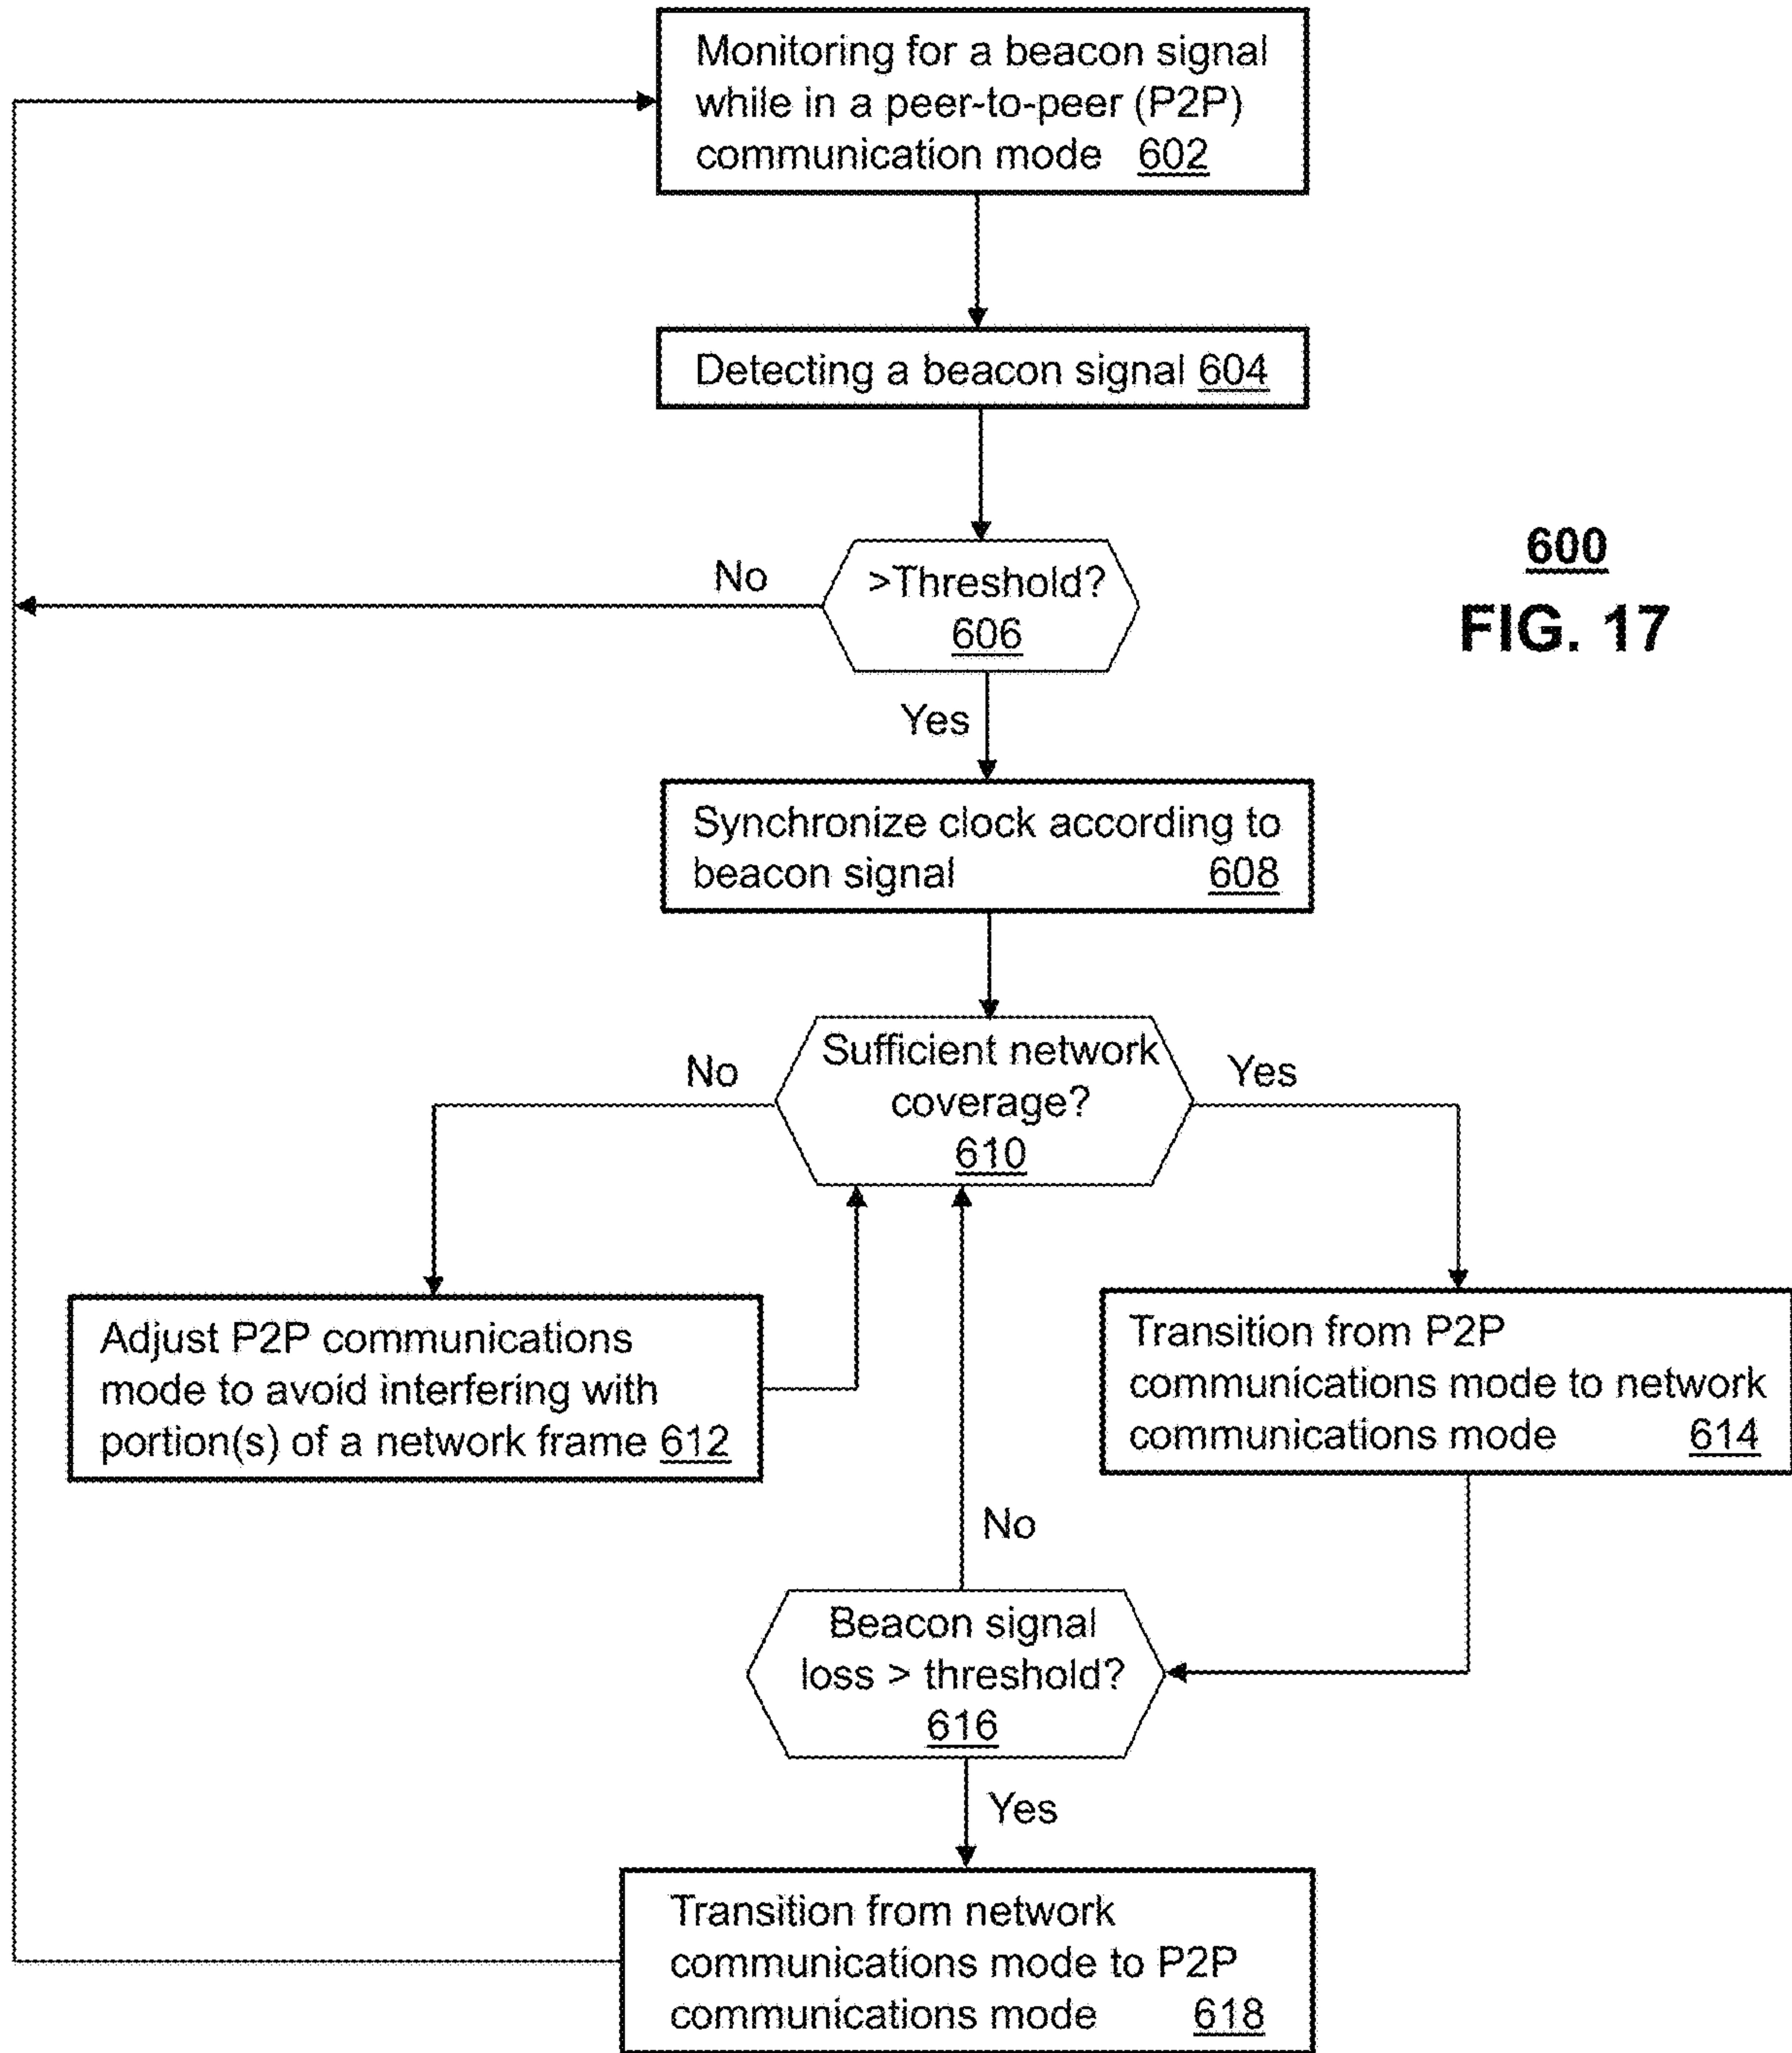 Monitoring for a beacon signal
while in a peer-to-peer (P2P)
communication mode 602
Detecting a beacon signal 604
>Threshold?
606
No
Yes
600
FIG. 17
Synchronize clock according to
beacon signal 608
Sufficient network
coverage?
610
No
Yes
Adjust P2P communications
mode to avoid interfering with
portion(s) of a network frame 612
Transition from P2P
communications mode to network
communications mode 614
No
Beacon signal
loss > threshold?
616
Yes
Transition from network
communications mode to P2P
communications mode 618